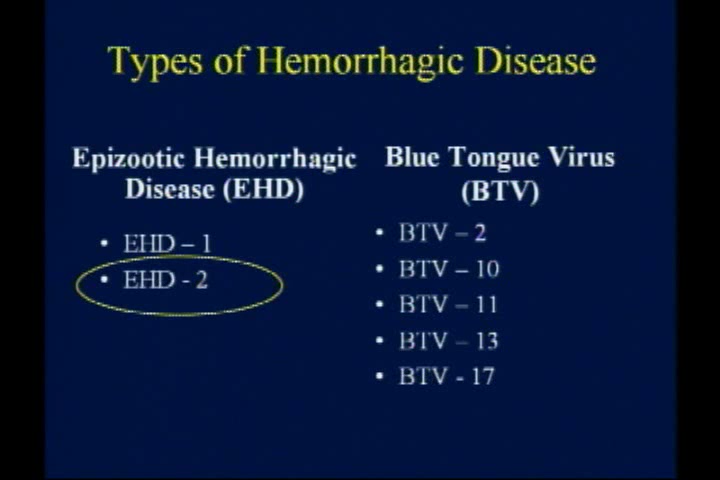 Types of Hemorrhagic Disease
Epizootic Hemorrhagic
Disease (EHD)
• EHD – 1
• EHD - 2
Blue Tongue Virus
(BTV)
• BTV – 2
• BTV – 10
• BTV – 11
• BTV – 13
• BTV - 17